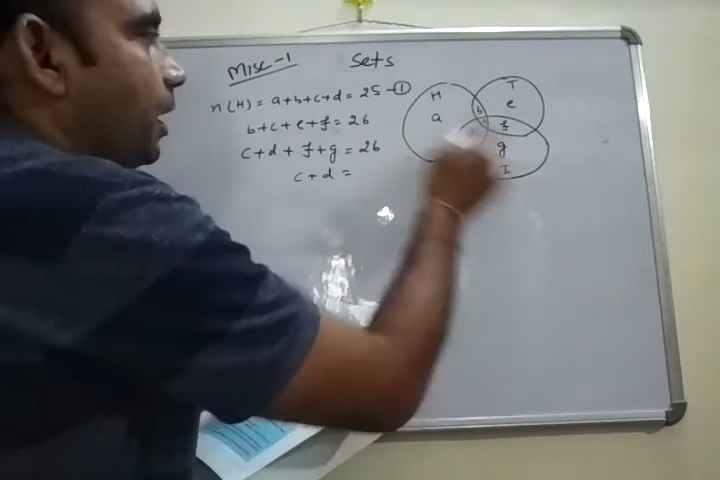 Misc-1 Sets
n(H) = a+b+c+d = 25 -①
b+c+e+f = 26
c+d+f+g = 26
c+d =
H
T
a
b
e
f
g
I